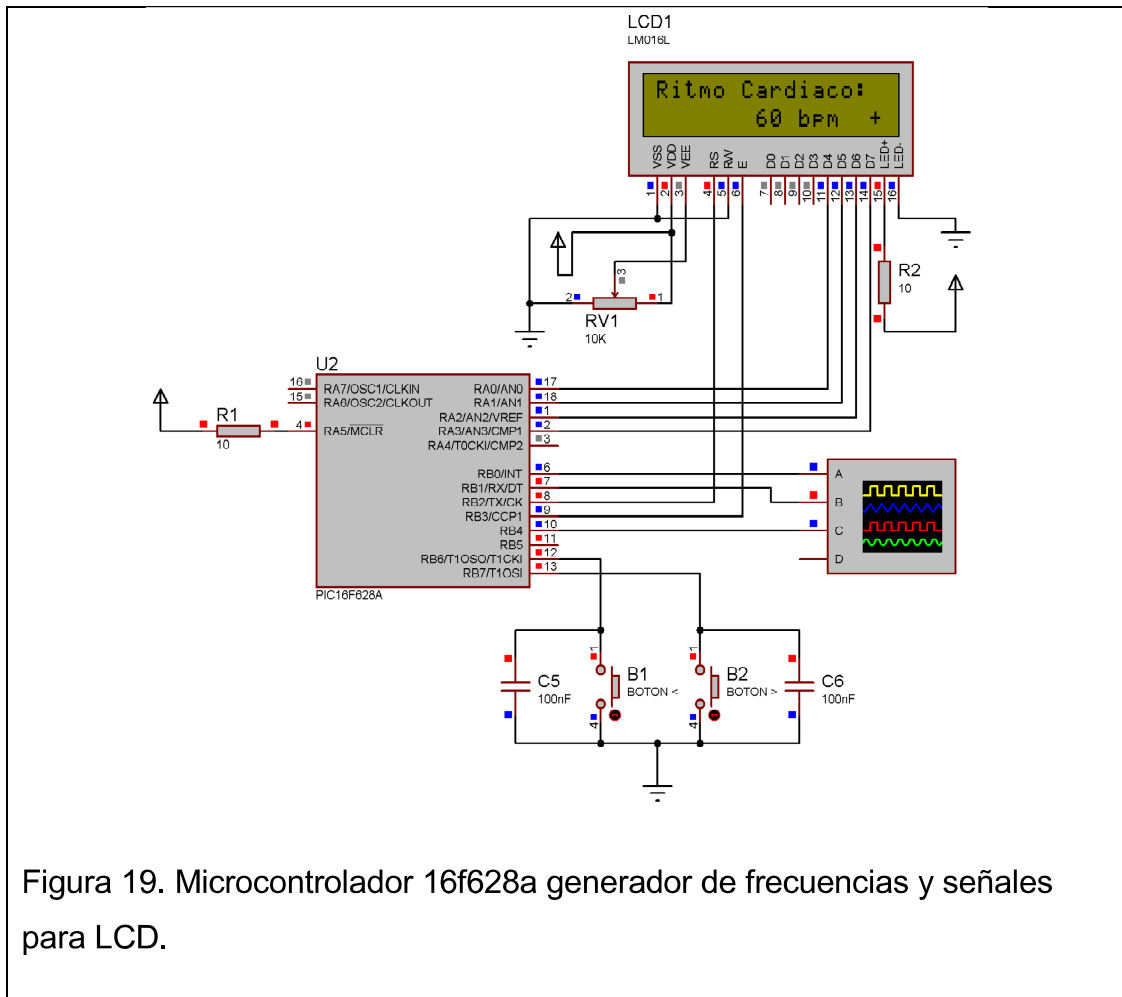 LCD1
LM016L
Ritmo Cardiaco:
60 bpm +
VSS
VDD
VEE
RS
RW
E
D0
D1
D2
D3
D4
D5
D6
D7
LED+
LED-
1
2
3
4
5
6
7
8
9
10
11
12
13
14
15
16
R2
10
3
2
1
RV1
10K
U2
16
RA7/OSC1/CLKIN
RA0/AN0
17
15
RA6/OSC2/CLKOUT
RA1/AN1
18
RA2/AN2/VREF
1
R1
10
4
RA5/MCLR
RA3/AN3/CMP1
2
RA4/T0CKI/CMP2
3
RB0/INT
6
RB1/RX/DT
7
RB2/TX/CK
8
RB3/CCP1
9
RB4
10
RB5
11
RB6/T1OSO/T1CKI
12
RB7/T1OSI
13
PIC16F628A
A
B
C
D
C5
100nF
1
4
B1
BOTON <
1
4
B2
BOTON >
C6
100nF
Figura 19. Microcontrolador 16f628a generador de frecuencias y señales
para LCD.